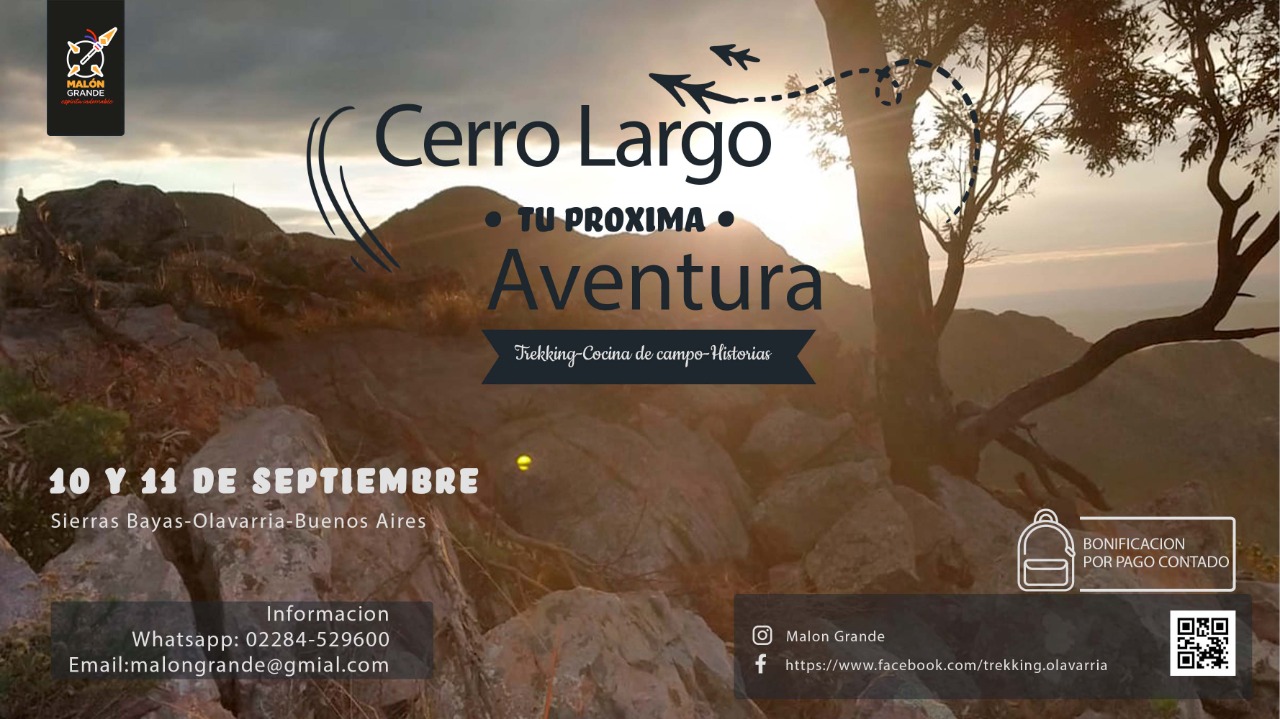 MALÓN
GRANDE
Cerro Largo
• TU PROXIMA •
Aventura
Trekking-Cocina de campo-Historias
10 Y 11 DE SEPTIEMBRE
Sierras Bayas-Olavarria-Buenos Aires
BONIFICACION
POR PAGO CONTADO
Informacion
Whatsapp: 02284-529600
Email:malongrande@gmial.com
Malon Grande
https://www.facebook.com/trekking.olavarria